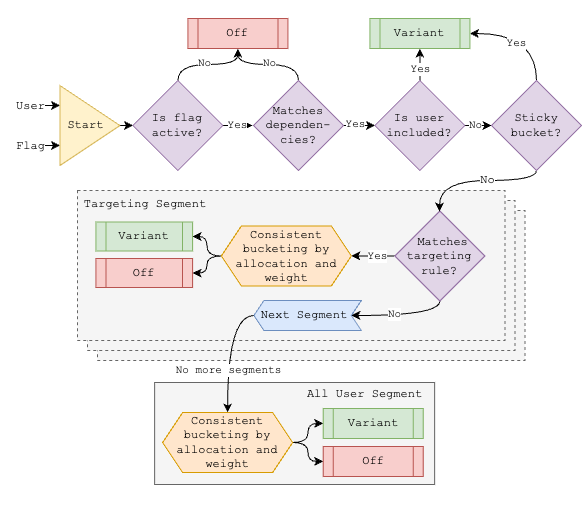 Off
Variant
No
No
Yes
Yes
User
Flag
Start
Is flag
active?
Yes
Matches
dependen-
cies?
Yes
Is user
included?
No
Sticky
bucket?
No
Targeting Segment
Variant
Off
Consistent
bucketing by
allocation and
weight
Yes
Matches
targeting
rule?
Next Segment
No
No more segments
All User Segment
Consistent
bucketing by
allocation and
weight
Variant
Off